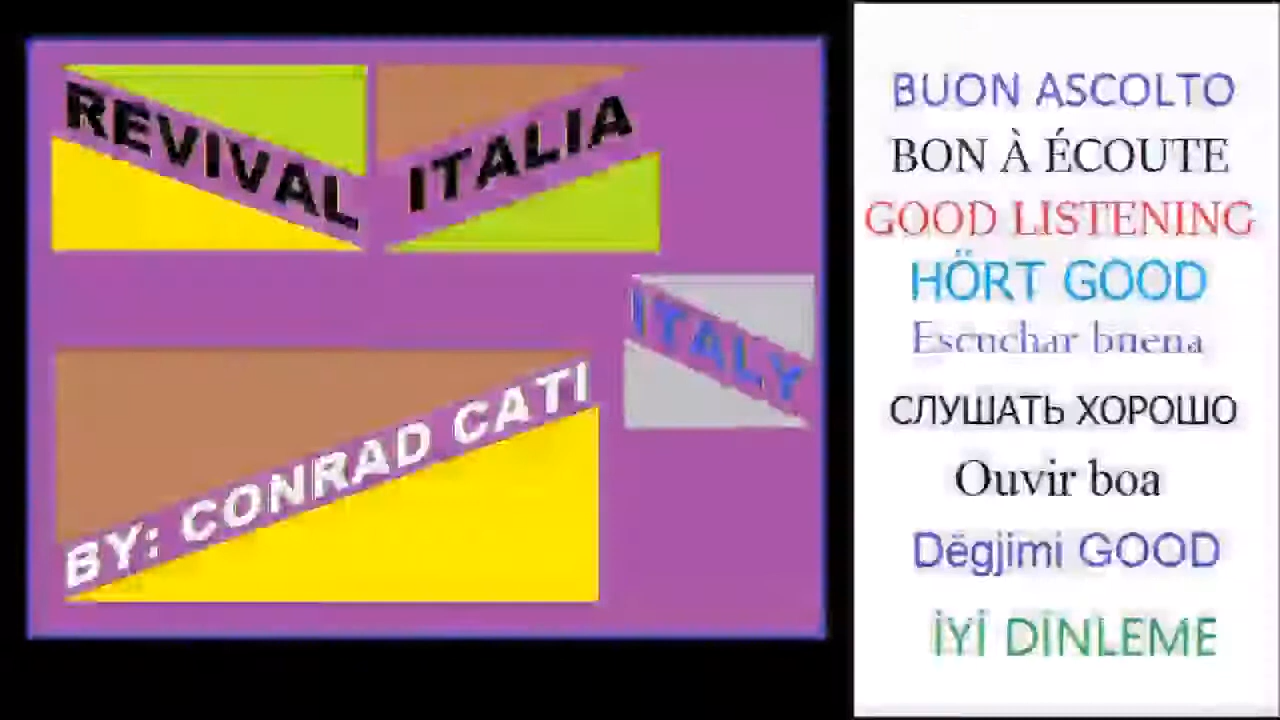 REVIVAL ITALIA
ITALY
BY: CONRAD CATI
BUON ASCOLTO
BON À ÉCOUTE
GOOD LISTENING
HÖRT GOOD
Escuchar buena
СЛУШАТЬ ХОРОШО
Ouvir boa
Dëgjimi GOOD
İYİ DİNLEME